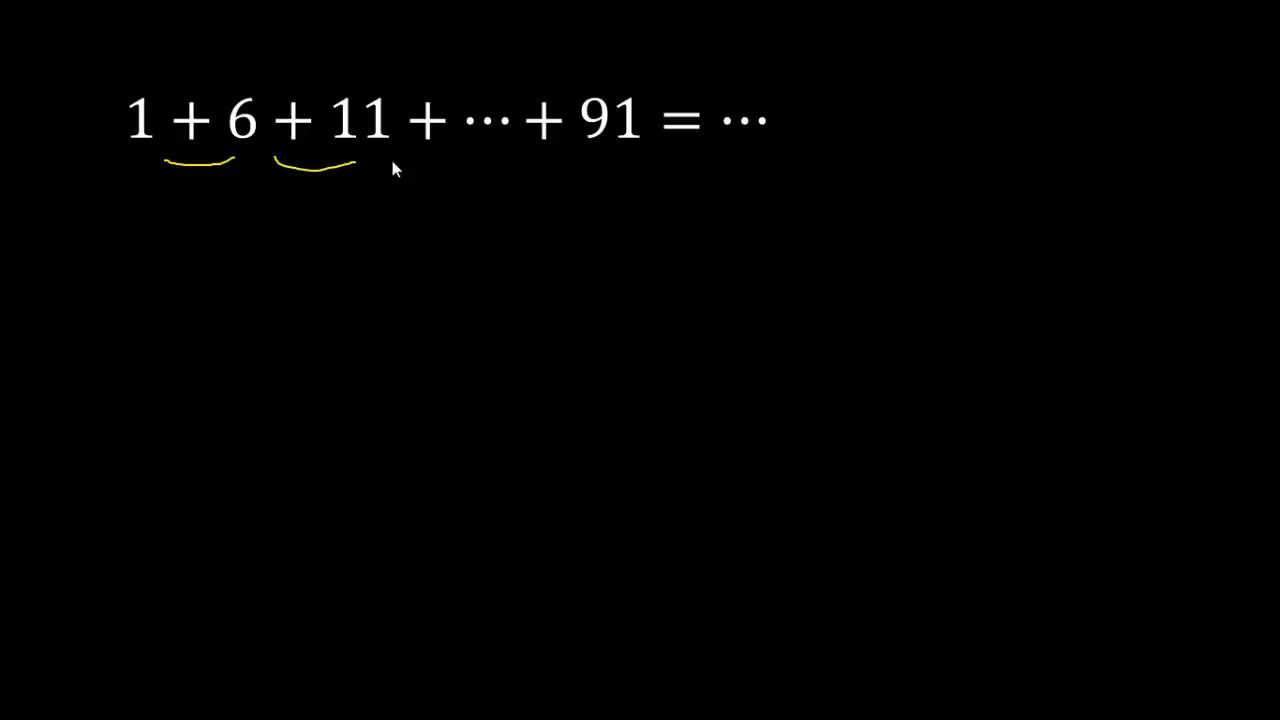 1 + 6 + 11 + ⋯ + 91 = ⋯